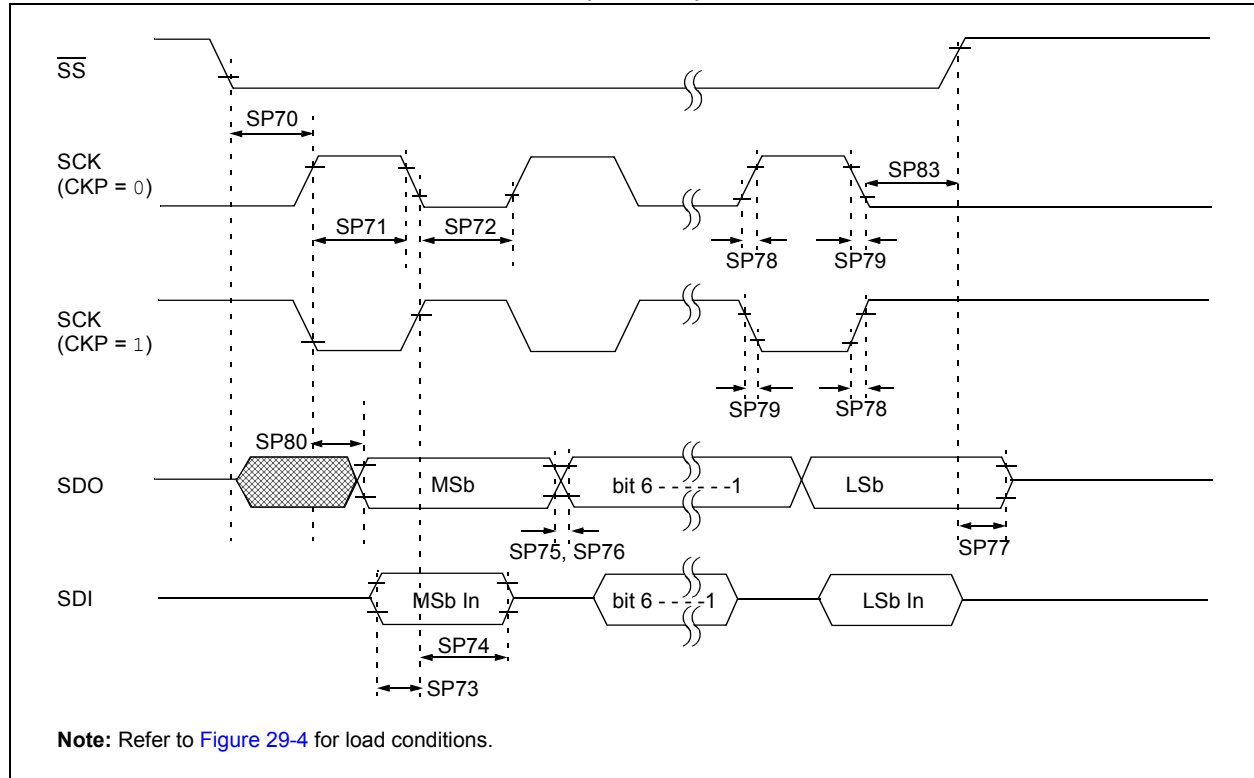 SS
SP70
SCK
(CKP = 0)
SP83
SP71
SP72
SP78
SP79
SCK
(CKP = 1)
SP79
SP78
SP80
SDO
MSb
bit 6 - - - - - -1
LSb
SP75, SP76
SP77
SDI
MSb In
bit 6 - - - -1
LSb In
SP74
SP73
Note: Refer to Figure 29-4 for load conditions.